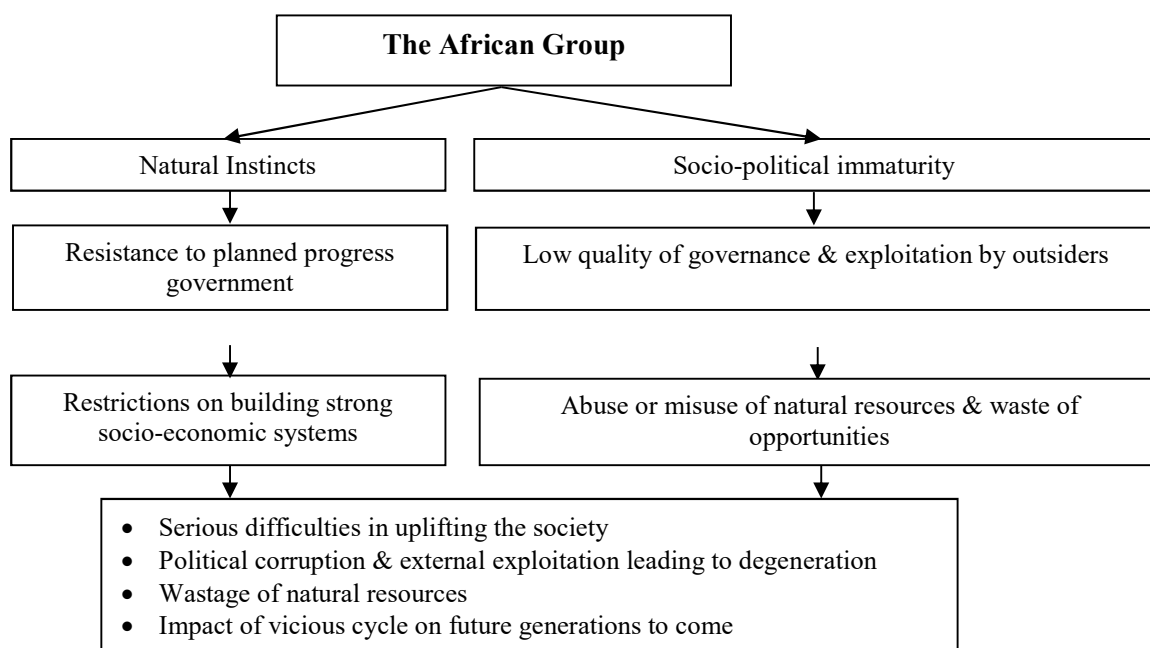 The African Group
Natural Instincts
Socio-political immaturity
Resistance to planned progress
government
Low quality of governance & exploitation by outsiders
Restrictions on building strong
socio-economic systems
Abuse or misuse of natural resources & waste of
opportunities
• Serious difficulties in uplifting the society
• Political corruption & external exploitation leading to degeneration
• Wastage of natural resources
• Impact of vicious cycle on future generations to come